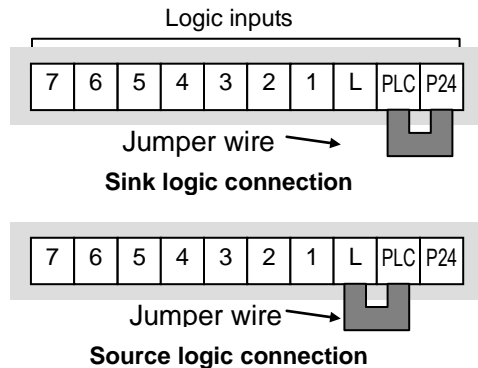 Logic inputs
7 6 5 4 3 2 1 L PLC P24
Jumper wire
Sink logic connection
7 6 5 4 3 2 1 L PLC P24
Jumper wire
Source logic connection